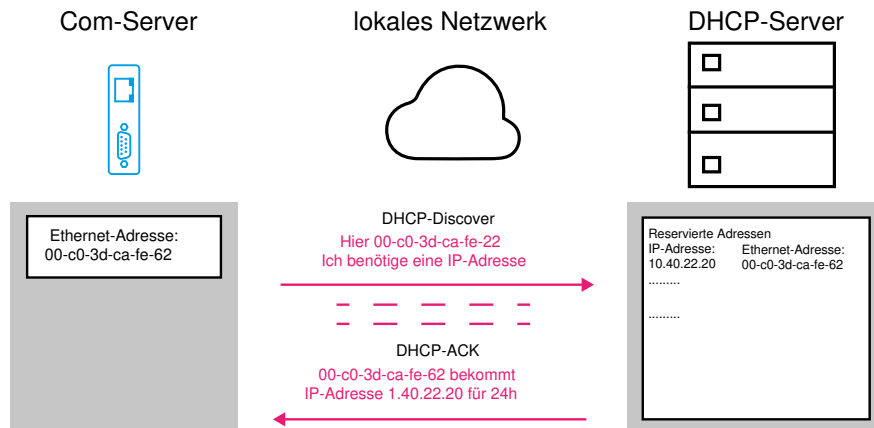 Com-Server
lokales Netzwerk
DHCP-Server
Ethernet-Adresse:
00-c0-3d-ca-fe-62
DHCP-Discover
Hier 00-c0-3d-ca-fe-22
Ich benötige eine IP-Adresse
DHCP-ACK
00-c0-3d-ca-fe-62 bekommt
IP-Adresse 1.40.22.20 für 24h
Reservierte Adressen
IP-Adresse: Ethernet-Adresse:
10.40.22.20 00-c0-3d-ca-fe-62
.........
.........